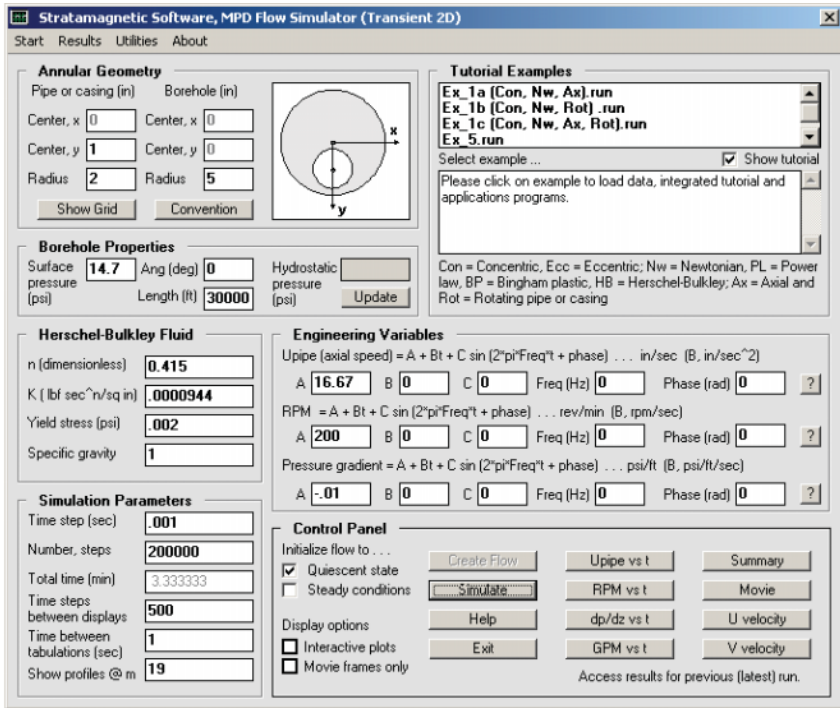 Stratamagnetic Software, MPD Flow Simulator (Transient 2D)
Start Results Utilities About
Annular Geometry
Pipe or casing (in) Borehole (in)
Center, x 0 Center, x 0
Center, y 1 Center, y 0
Radius 2 Radius 5
Show Grid Convention
x
y
Tutorial Examples
Ex_1a (Con, Nw, Ax).run
Ex_1b (Con, Nw, Rot) .run
Ex_1c (Con, Nw, Ax, Rot).run
Ex_5.run
Select example ... Show tutorial
Please click on example to load data, integrated tutorial and
applications programs.
Con = Concentric, Ecc = Eccentric; Nw = Newtonian, PL = Power
law, BP = Bingham plastic, HB = Herschel-Bulkley; Ax = Axial and
Rot = Rotating pipe or casing
Borehole Properties
Surface pressure (psi) 14.7 Ang (deg) 0 Hydrostatic pressure (psi)
Length (ft) 30000 Update
Herschel-Bulkley Fluid
n (dimensionless) 0.415
K ( lbf sec^n/sq in) .0000944
Yield stress (psi) .002
Specific gravity 1
Engineering Variables
Upipe (axial speed) = A + Bt + C sin (2*pi*Freq*t + phase) . . . in/sec (B, in/sec^2)
A 16.67 B 0 C 0 Freq (Hz) 0 Phase (rad) 0 ?
RPM = A + Bt + C sin (2*pi*Freq*t + phase) . . . rev/min (B, rpm/sec)
A 200 B 0 C 0 Freq (Hz) 0 Phase (rad) 0 ?
Pressure gradient = A + Bt + C sin (2*pi*Freq*t + phase) . . . psi/ft (B, psi/ft/sec)
A -.01 B 0 C 0 Freq (Hz) 0 Phase (rad) 0 ?
Simulation Parameters
Time step (sec) .001
Number, steps 200000
Total time (min) 3.333333
Time steps between displays 500
Time between tabulations (sec) 1
Show profiles @ m 19
Control Panel
Initialize flow to . . .
Quiescent state
Steady conditions
Display options
Interactive plots
Movie frames only
Create Flow Upipe vs t Summary
Simulate RPM vs t Movie
Help dp/dz vs t U velocity
Exit GPM vs t V velocity
Access results for previous (latest) run.